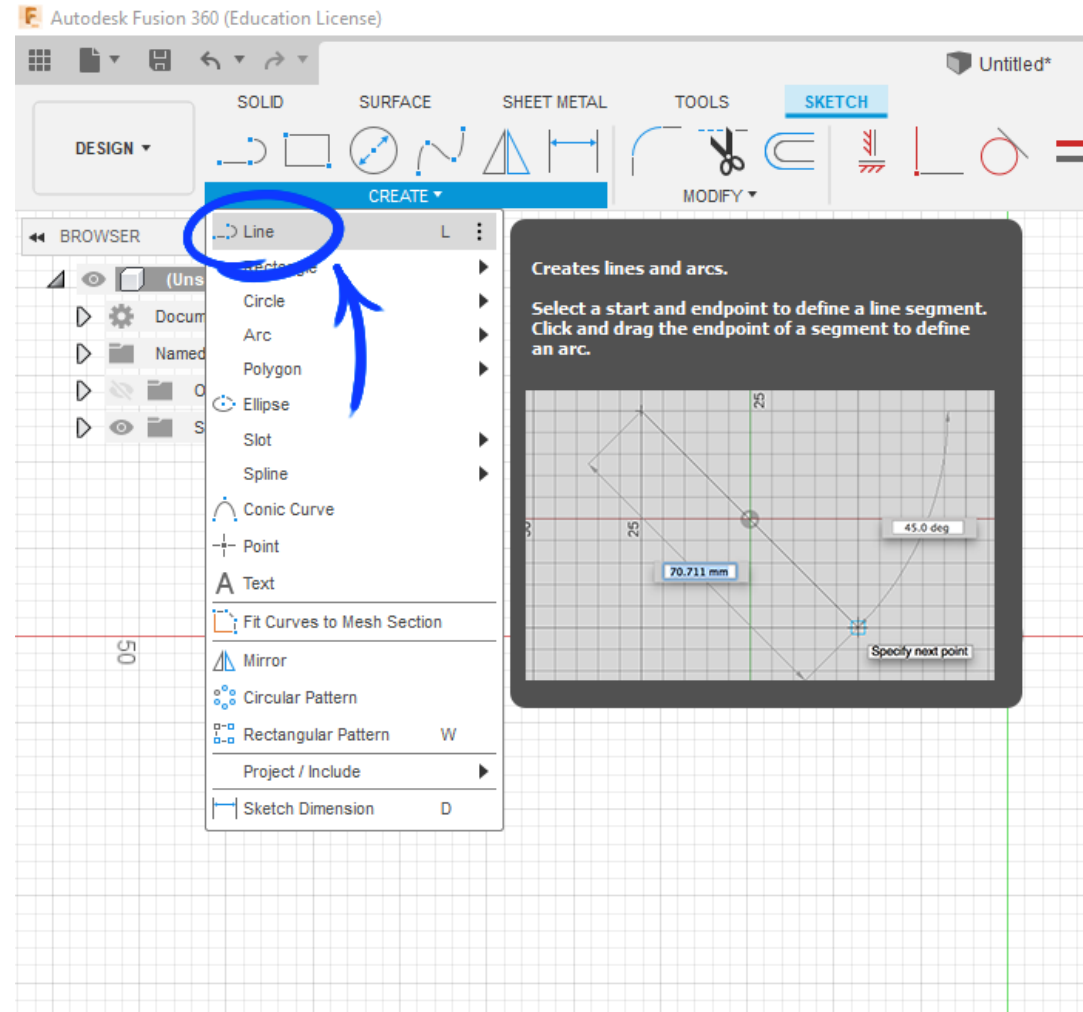 Autodesk Fusion 360 (Education License)
Untitled*
SOLID SURFACE SHEET METAL TOOLS SKETCH
DESIGN
CREATE MODIFY
BROWSER
(Uns
Docum
Named
O
S
Line L
Rectangle
Circle
Arc
Polygon
Ellipse
Slot
Spline
Conic Curve
Point
A Text
Fit Curves to Mesh Section
Mirror
Circular Pattern
Rectangular Pattern W
Project / Include
Sketch Dimension D
Creates lines and arcs.
Select a start and endpoint to define a line segment.
Click and drag the endpoint of a segment to define
an arc.
25
25
45.0 deg
70.711 mm
Specify next point
50